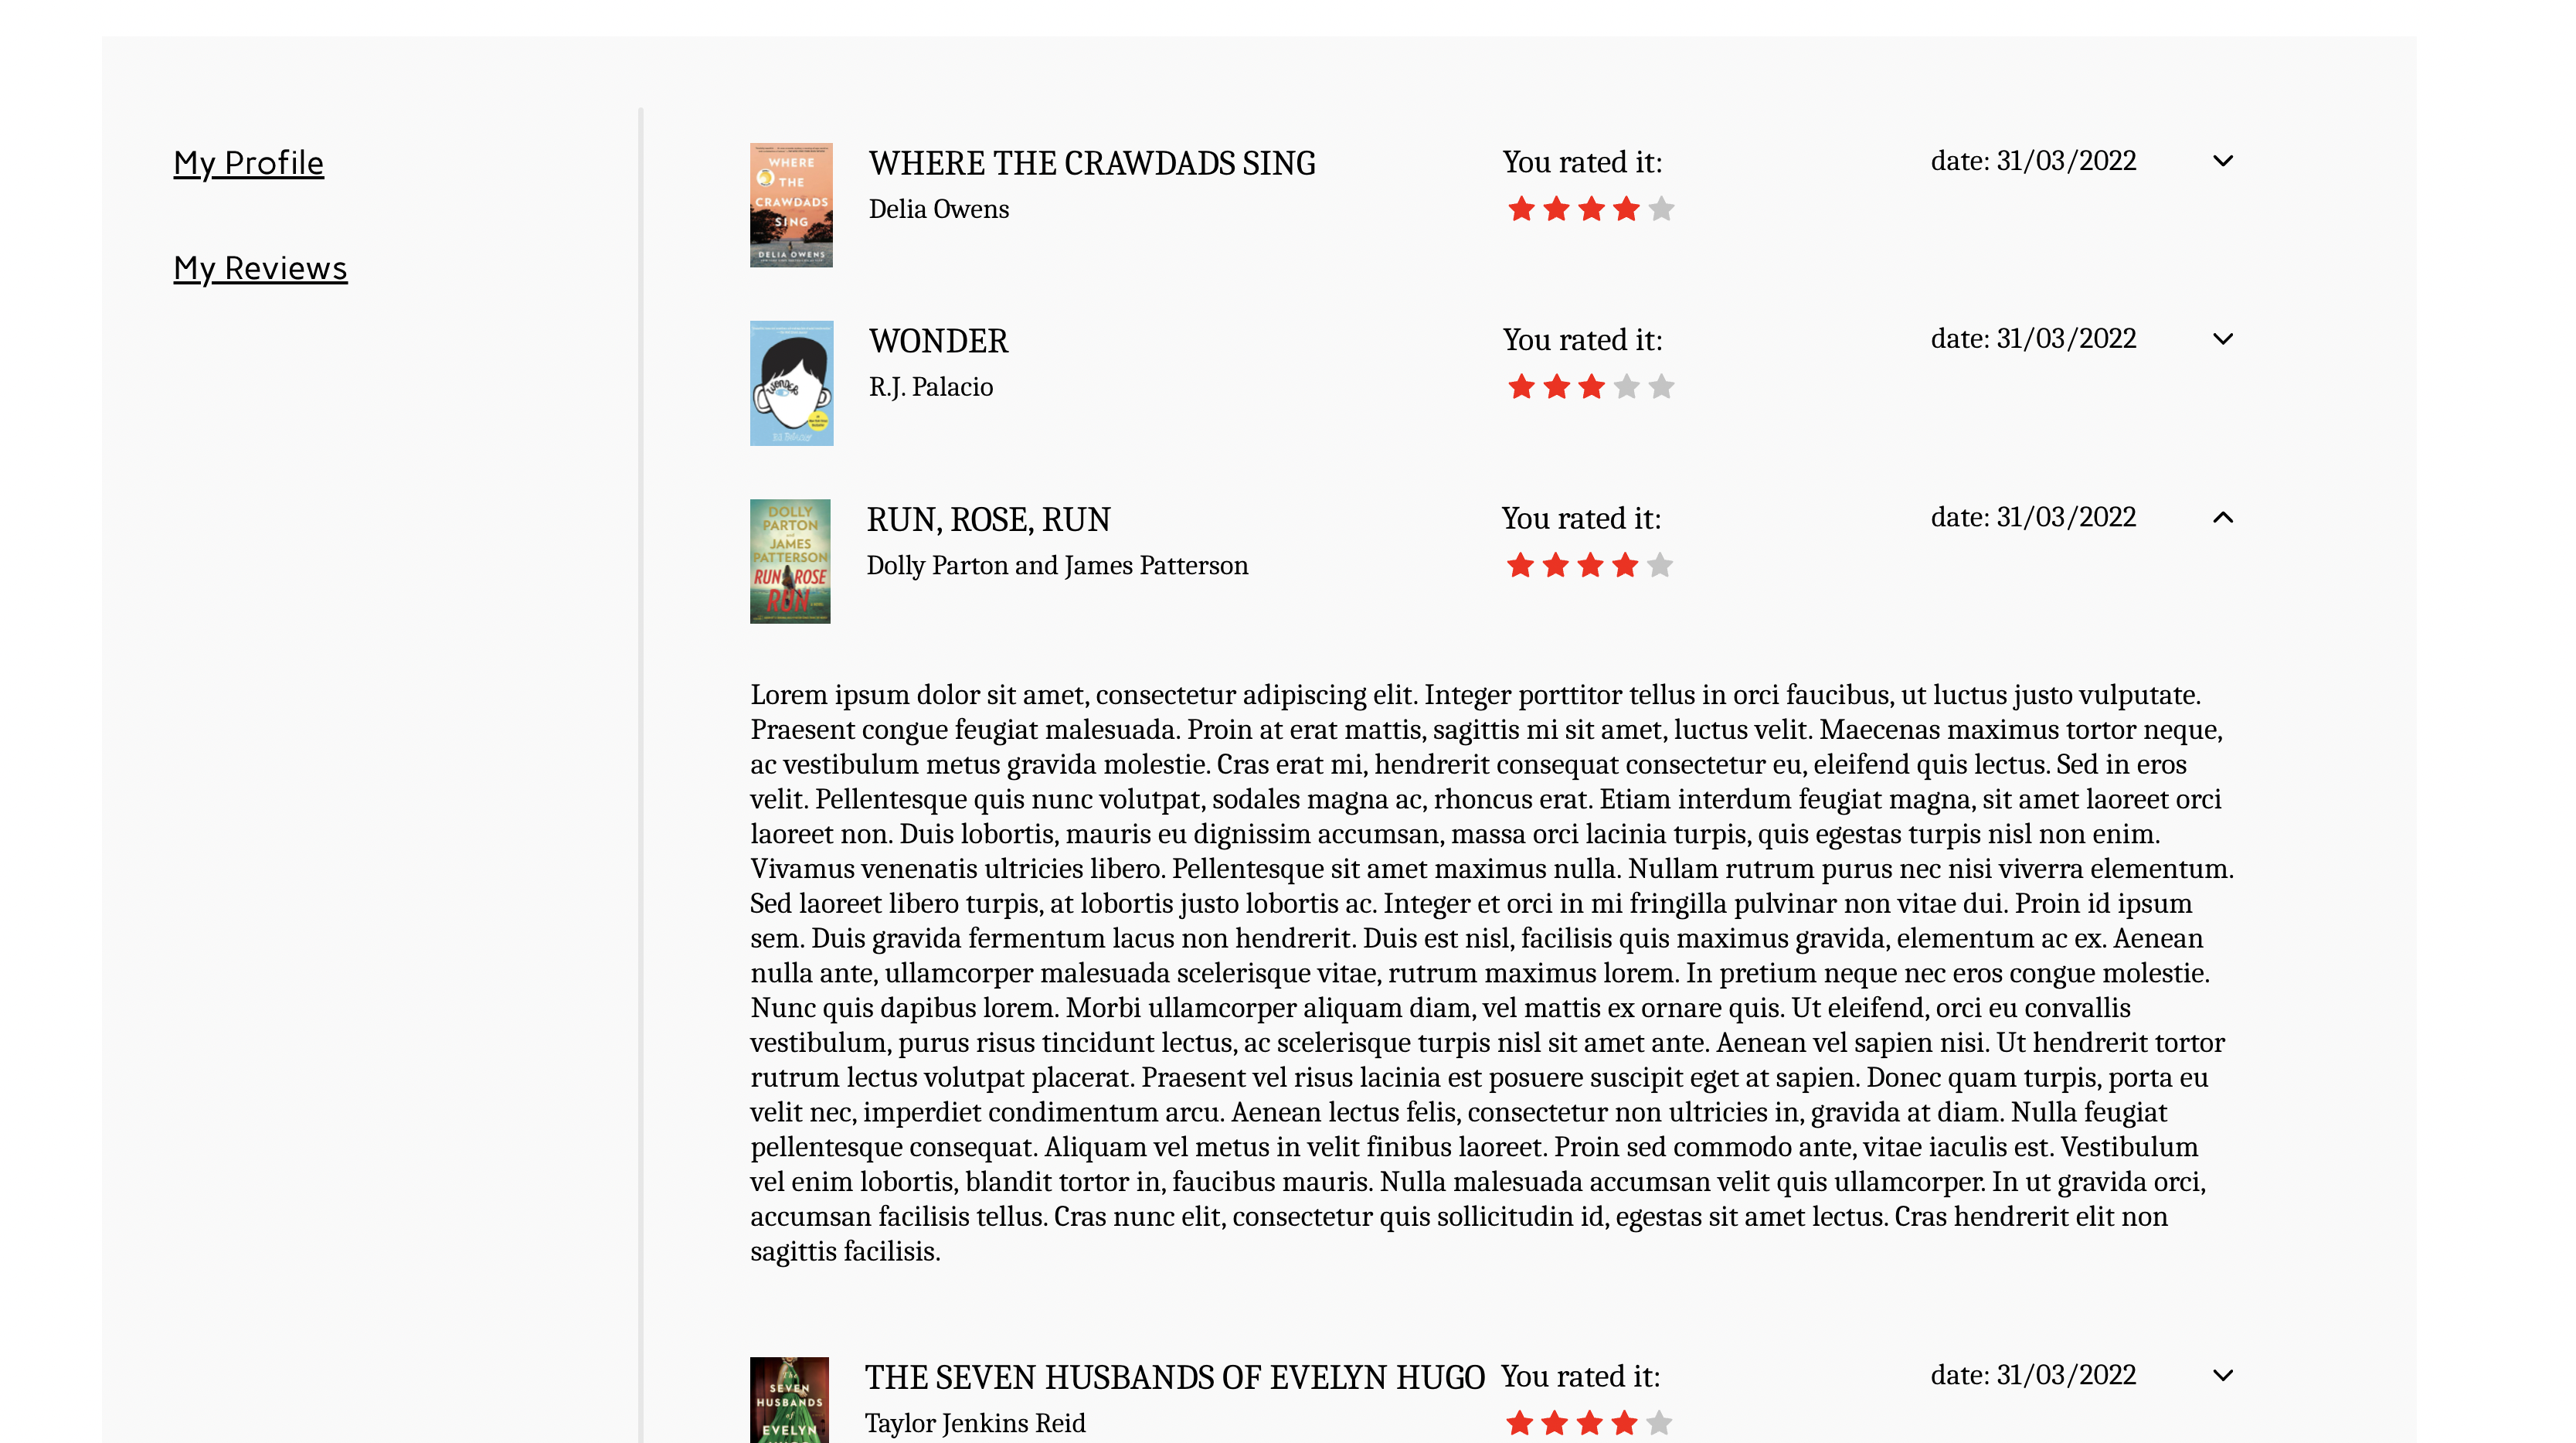 My Profile
My Reviews
WHERE
THE
CRAWDADS
SING
DELIA OWENS
WHERE THE CRAWDADS SING
Delia Owens
You rated it:
date: 31/03/2022
wonder
WONDER
R.J. Palacio
You rated it:
date: 31/03/2022
DOLLY
PARTON
and
JAMES
PATTERSON
RUN ROSE
RUN
RUN, ROSE, RUN
Dolly Parton and James Patterson
You rated it:
date: 31/03/2022
Lorem ipsum dolor sit amet, consectetur adipiscing elit. Integer porttitor tellus in orci faucibus, ut luctus justo vulputate.
Praesent congue feugiat malesuada. Proin at erat mattis, sagittis mi sit amet, luctus velit. Maecenas maximus tortor neque,
ac vestibulum metus gravida molestie. Cras erat mi, hendrerit consequat consectetur eu, eleifend quis lectus. Sed in eros
velit. Pellentesque quis nunc volutpat, sodales magna ac, rhoncus erat. Etiam interdum feugiat magna, sit amet laoreet orci
laoreet non. Duis lobortis, mauris eu dignissim accumsan, massa orci lacinia turpis, quis egestas turpis nisl non enim.
Vivamus venenatis ultricies libero. Pellentesque sit amet maximus nulla. Nullam rutrum purus nec nisi viverra elementum.
Sed laoreet libero turpis, at lobortis justo lobortis ac. Integer et orci in mi fringilla pulvinar non vitae dui. Proin id ipsum
sem. Duis gravida fermentum lacus non hendrerit. Duis est nisl, facilisis quis maximus gravida, elementum ac ex. Aenean
nulla ante, ullamcorper malesuada scelerisque vitae, rutrum maximus lorem. In pretium neque nec eros congue molestie.
Nunc quis dapibus lorem. Morbi ullamcorper aliquam diam, vel mattis ex ornare quis. Ut eleifend, orci eu convallis
vestibulum, purus risus tincidunt lectus, ac scelerisque turpis nisl sit amet ante. Aenean vel sapien nisi. Ut hendrerit tortor
rutrum lectus volutpat placerat. Praesent vel risus lacinia est posuere suscipit eget at sapien. Donec quam turpis, porta eu
velit nec, imperdiet condimentum arcu. Aenean lectus felis, consectetur non ultricies in, gravida at diam. Nulla feugiat
pellentesque consequat. Aliquam vel metus in velit finibus laoreet. Proin sed commodo ante, vitae iaculis est. Vestibulum
vel enim lobortis, blandit tortor in, faucibus mauris. Nulla malesuada accumsan velit quis ullamcorper. In ut gravida orci,
accumsan facilisis tellus. Cras nunc elit, consectetur quis sollicitudin id, egestas sit amet lectus. Cras hendrerit elit non
sagittis facilisis.
The
SEVEN
HUSBANDS
of
EVELYN
THE SEVEN HUSBANDS OF EVELYN HUGO
Taylor Jenkins Reid
You rated it:
date: 31/03/2022